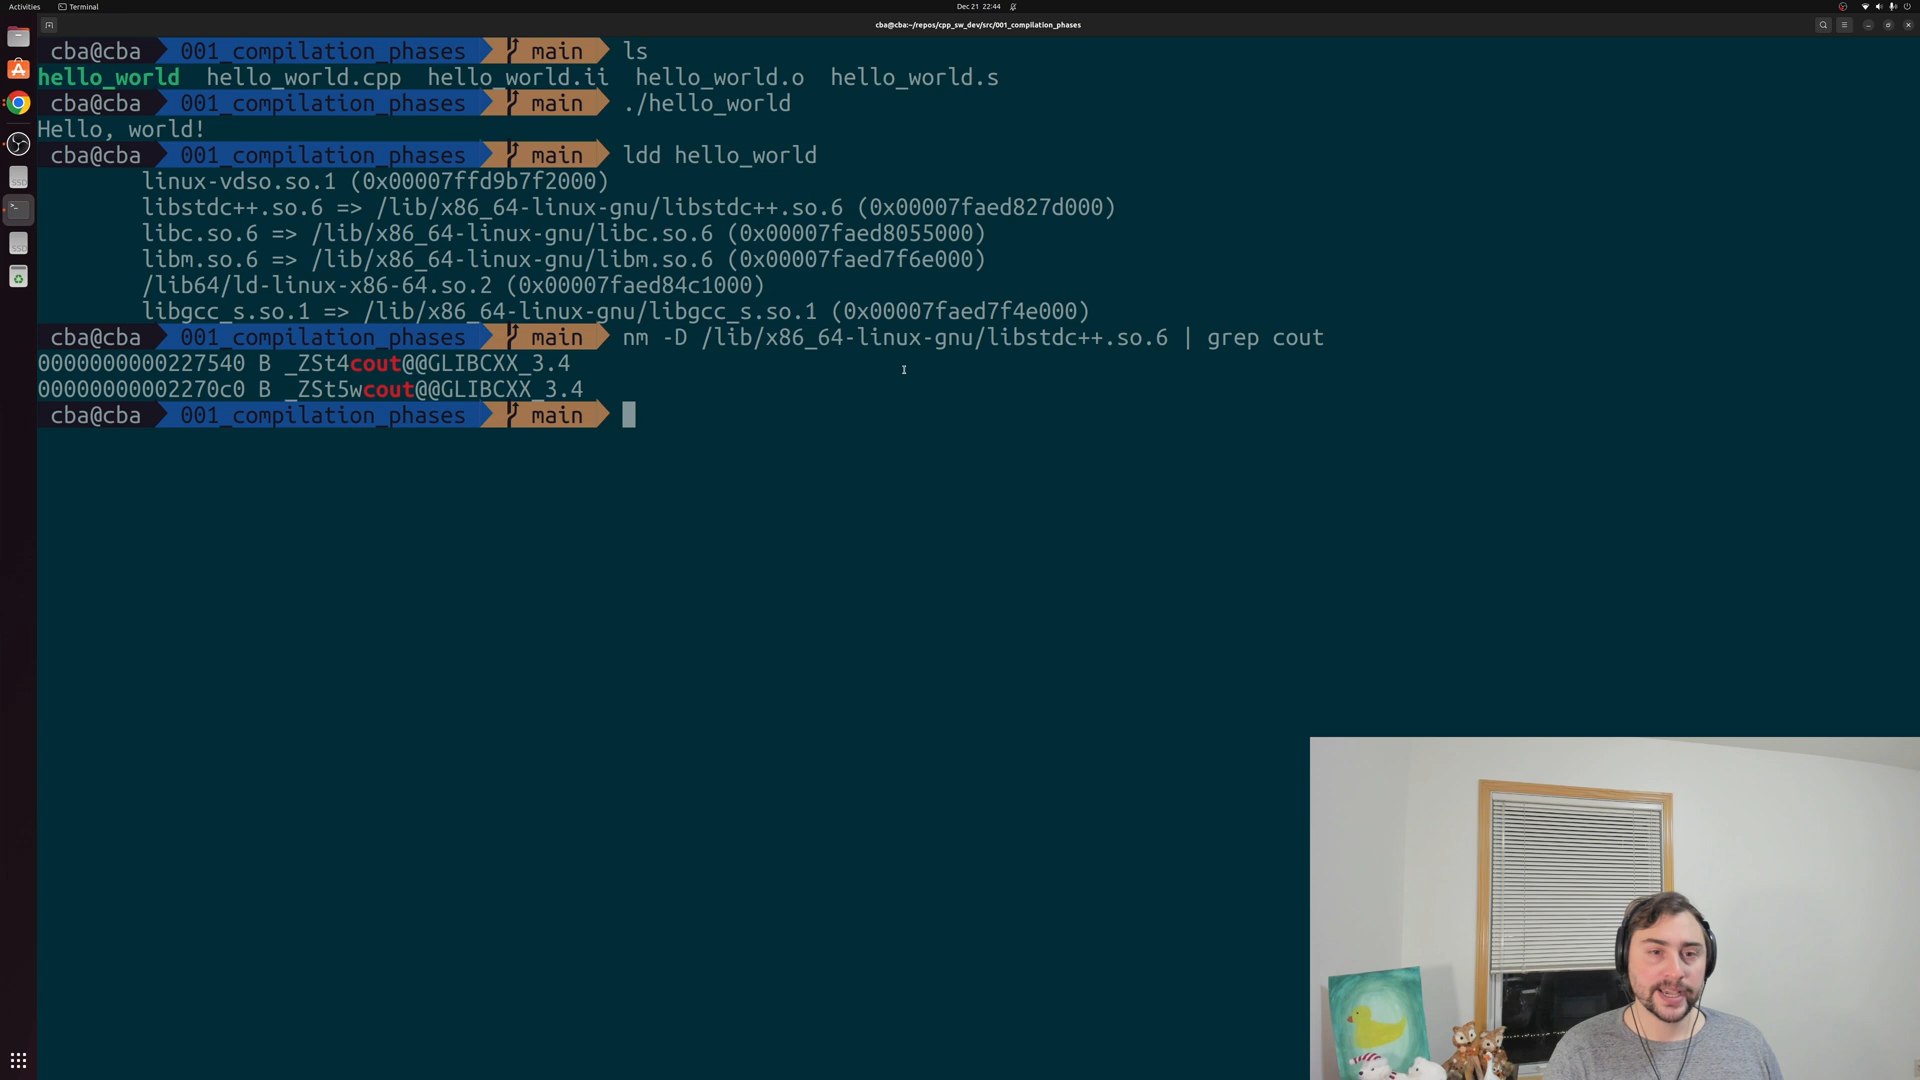 Activities
Terminal
Dec 21 22:44
cba@cba:~/repos/cpp_sw_dev/src/001_compilation_phases
cba@cba 001_compilation_phases main ls
hello_world hello_world.cpp hello_world.ii hello_world.o hello_world.s
cba@cba 001_compilation_phases main ./hello_world
Hello, world!
cba@cba 001_compilation_phases main ldd hello_world
linux-vdso.so.1 (0x00007ffd9b7f2000)
libstdc++.so.6 => /lib/x86_64-linux-gnu/libstdc++.so.6 (0x00007faed827d000)
libc.so.6 => /lib/x86_64-linux-gnu/libc.so.6 (0x00007faed8055000)
libm.so.6 => /lib/x86_64-linux-gnu/libm.so.6 (0x00007faed7f6e000)
/lib64/ld-linux-x86-64.so.2 (0x00007faed84c1000)
libgcc_s.so.1 => /lib/x86_64-linux-gnu/libgcc_s.so.1 (0x00007faed7f4e000)
cba@cba 001_compilation_phases main nm -D /lib/x86_64-linux-gnu/libstdc++.so.6 | grep cout
0000000000227540 B _ZSt4cout@@GLIBCXX_3.4
00000000002270c0 B _ZSt5wcout@@GLIBCXX_3.4
cba@cba 001_compilation_phases main
SSD
SSD